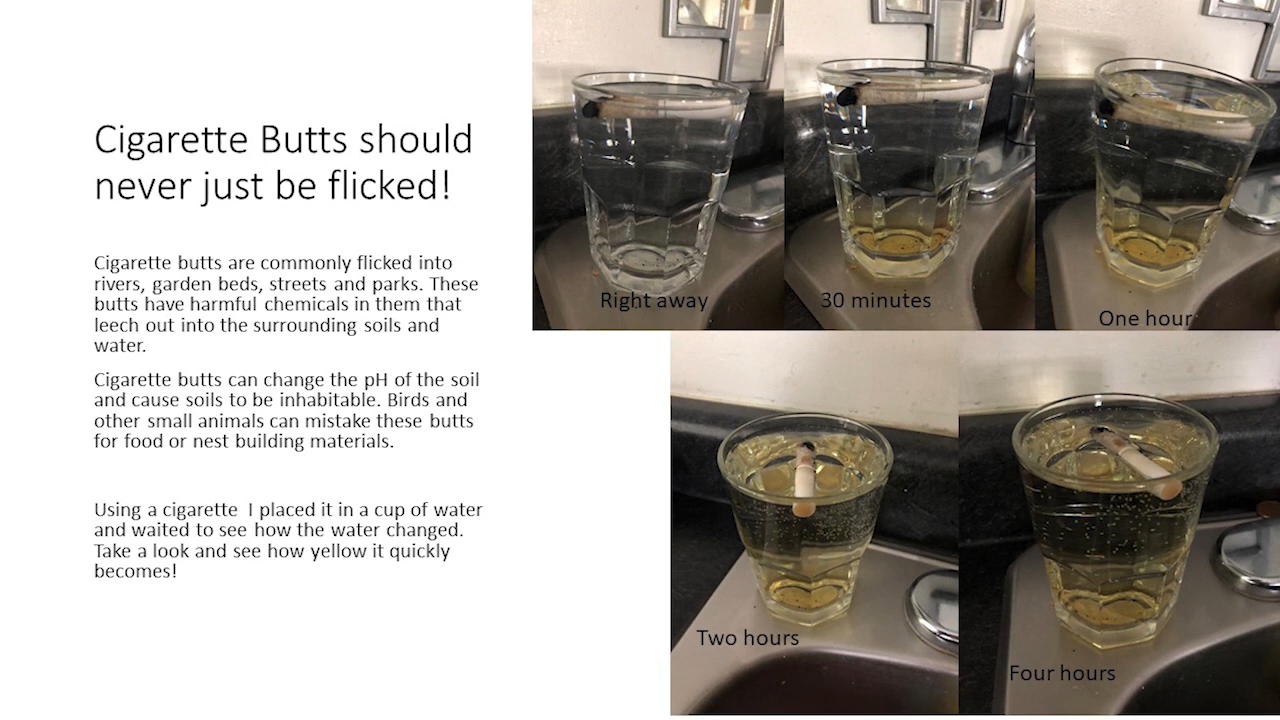 Cigarette Butts should
never just be flicked!
Cigarette butts are commonly flicked into
rivers, garden beds, streets and parks. These
butts have harmful chemicals in them that
leech out into the surrounding soils and
water.
Cigarette butts can change the pH of the soil
and cause soils to be inhabitable. Birds and
other small animals can mistake these butts
for food or nest building materials.
Using a cigarette I placed it in a cup of water
and waited to see how the water changed.
Take a look and see how yellow it quickly
becomes!
Right away
30 minutes
One hour
Two hours
Four hours